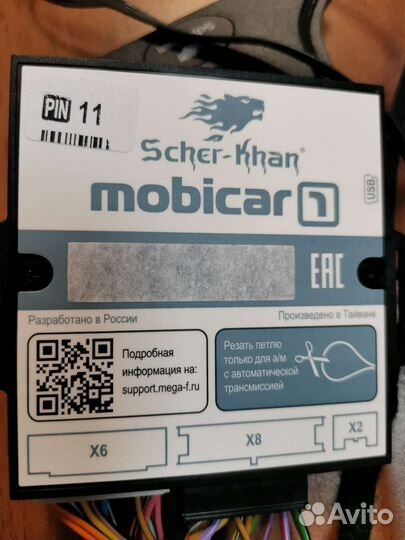 PIN 11
Scher-Khan
mobicar 1
USB
EAC
Разработано в России
Произведено в Тайване
Подробная
информация на:
support.mega-f.ru
Резать петлю
только для а/м
с автоматической
трансмиссией
X6
X8
X2
Avito